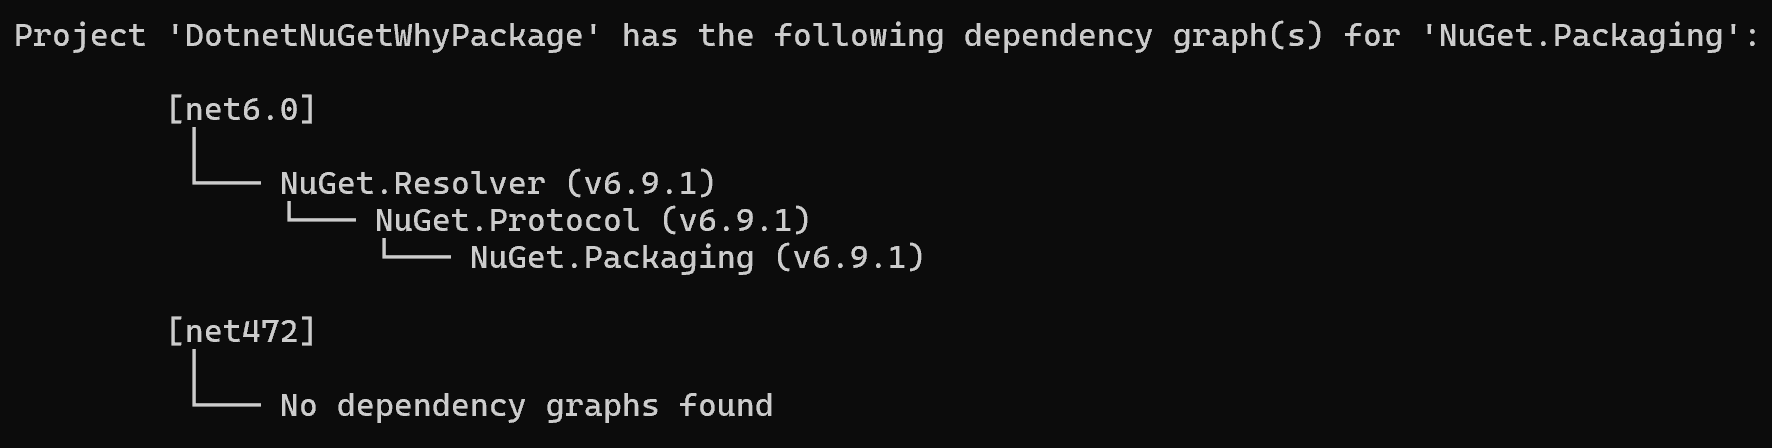 Project 'DotnetNuGetWhyPackage' has the following dependency graph(s) for 'NuGet.Packaging':
[net6.0]
NuGet.Resolver (v6.9.1)
NuGet.Protocol (v6.9.1)
NuGet.Packaging (v6.9.1)
[net472]
No dependency graphs found